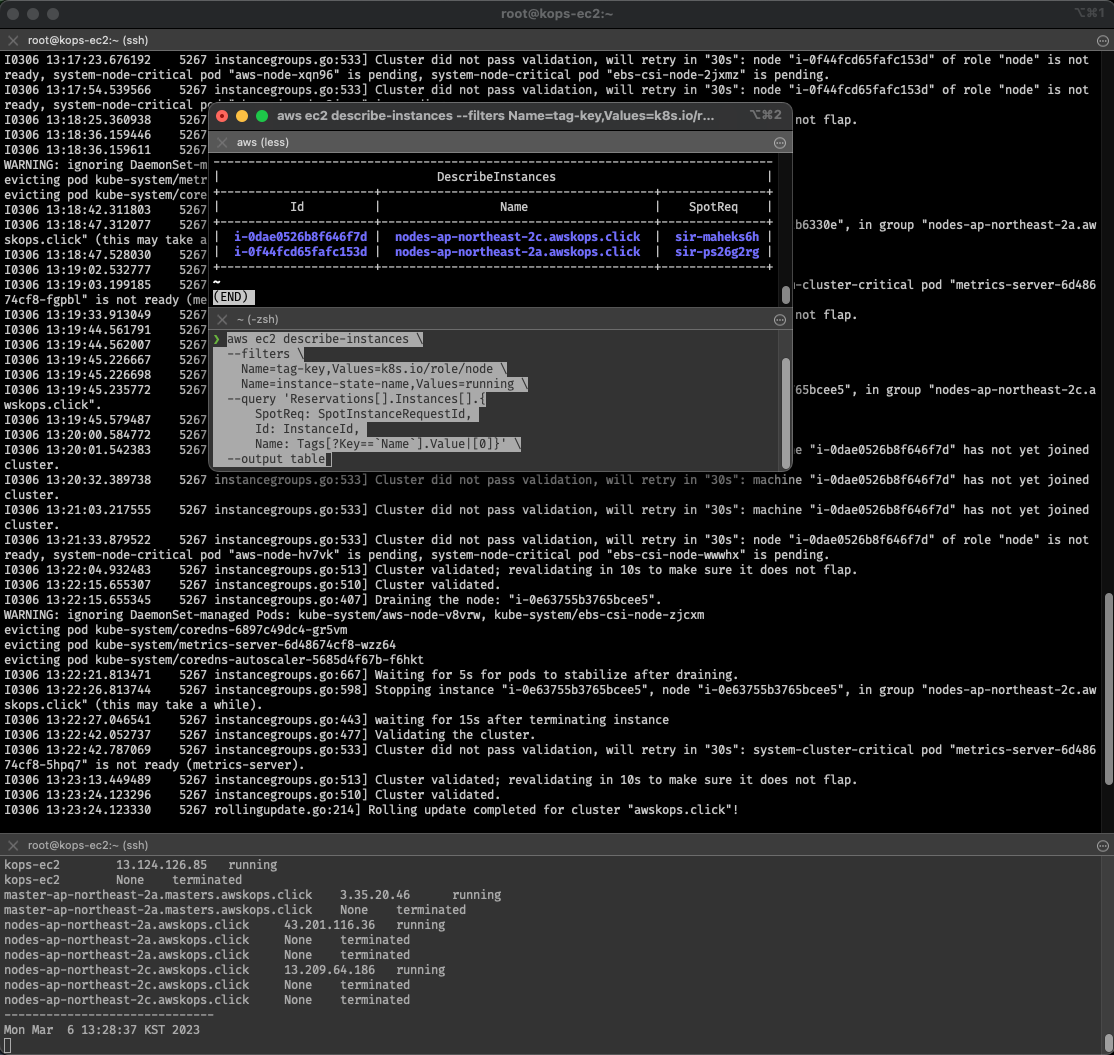 root@kops-ec2:~
⌥⌘1
root@kops-ec2:~ (ssh)
I0306 13:17:23.676192    5267 instancegroups.go:533] Cluster did not pass validation, will retry in "30s": node "i-0f44fcd65fafc153d" of role "node" is not
ready, system-node-critical pod "aws-node-xqn96" is pending, system-node-critical pod "ebs-csi-node-2jxmz" is pending.
I0306 13:17:54.539566    5267 instancegroups.go:533] Cluster did not pass validation, will retry in "30s": node "i-0f44fcd65fafc153d" of role "node" is not
ready, system-node-critical
I0306 13:18:25.360938    5267 not flap.
I0306 13:18:36.159446    5267
I0306 13:18:36.159611    5267
WARNING: ignoring DaemonSet-m
evicting pod kube-system/metr
evicting pod kube-system/core
I0306 13:18:42.311803    5267
I0306 13:18:47.312077    5267 b6330e", in group "nodes-ap-northeast-2a.aw
skops.click" (this may take a
I0306 13:18:47.528030    5267
I0306 13:19:02.532777    5267
I0306 13:19:03.199185    5267 -cluster-critical pod "metrics-server-6d486
74cf8-fgpbl" is not ready (me
I0306 13:19:33.913049    5267 not flap.
I0306 13:19:44.561791    5267
I0306 13:19:44.562007    5267
I0306 13:19:45.226667    5267
I0306 13:19:45.226698    5267
I0306 13:19:45.235772    5267 65bcee5", in group "nodes-ap-northeast-2c.a
wskops.click".
I0306 13:19:45.579487    5267
I0306 13:20:00.584772    5267
I0306 13:20:01.542383    5267 e "i-0dae0526b8f646f7d" has not yet joined
cluster.
I0306 13:20:32.389738    5267 instancegroups.go:533] Cluster did not pass validation, will retry in "30s": machine "i-0dae0526b8f646f7d" has not yet joined
cluster.
I0306 13:21:03.217555    5267 instancegroups.go:533] Cluster did not pass validation, will retry in "30s": machine "i-0dae0526b8f646f7d" has not yet joined
cluster.
I0306 13:21:33.879522    5267 instancegroups.go:533] Cluster did not pass validation, will retry in "30s": node "i-0dae0526b8f646f7d" of role "node" is not
ready, system-node-critical pod "aws-node-hv7vk" is pending, system-node-critical pod "ebs-csi-node-wwwhx" is pending.
I0306 13:22:04.932483    5267 instancegroups.go:513] Cluster validated; revalidating in 10s to make sure it does not flap.
I0306 13:22:15.655307    5267 instancegroups.go:510] Cluster validated.
I0306 13:22:15.655345    5267 instancegroups.go:407] Draining the node: "i-0e63755b3765bcee5".
WARNING: ignoring DaemonSet-managed Pods: kube-system/aws-node-v8vrw, kube-system/ebs-csi-node-zjcxm
evicting pod kube-system/coredns-6897c49dc4-gr5vm
evicting pod kube-system/metrics-server-6d48674cf8-wzz64
evicting pod kube-system/coredns-autoscaler-5685d4f67b-f6hkt
I0306 13:22:21.813471    5267 instancegroups.go:667] Waiting for 5s for pods to stabilize after draining.
I0306 13:22:26.813744    5267 instancegroups.go:598] Stopping instance "i-0e63755b3765bcee5", node "i-0e63755b3765bcee5", in group "nodes-ap-northeast-2c.aw
skops.click" (this may take a while).
I0306 13:22:27.046541    5267 instancegroups.go:443] waiting for 15s after terminating instance
I0306 13:22:42.052737    5267 instancegroups.go:477] Validating the cluster.
I0306 13:22:42.787069    5267 instancegroups.go:533] Cluster did not pass validation, will retry in "30s": system-cluster-critical pod "metrics-server-6d486
74cf8-5hpq7" is not ready (metrics-server).
I0306 13:23:13.449489    5267 instancegroups.go:513] Cluster validated; revalidating in 10s to make sure it does not flap.
I0306 13:23:24.123296    5267 instancegroups.go:510] Cluster validated.
I0306 13:23:24.123330    5267 rollingupdate.go:214] Rolling update completed for cluster "awskops.click"!
aws ec2 describe-instances --filters Name=tag-key,Values=k8s.io/r...
⌥⌘2
aws (less)
DescribeInstances
| Id | Name | SpotReq |
| i-0dae0526b8f646f7d | nodes-ap-northeast-2c.awskops.click | sir-maheks6h |
| i-0f44fcd65fafc153d | nodes-ap-northeast-2a.awskops.click | sir-ps26g2rg |
~
(END)
~ (-zsh)
❯ aws ec2 describe-instances \
--filters \
Name=tag-key,Values=k8s.io/role/node \
Name=instance-state-name,Values=running \
--query 'Reservations[].Instances[].{
SpotReq: SpotInstanceRequestId,
Id: InstanceId,
Name: Tags[?Key==`Name`].Value|[0]}' \
--output table
root@kops-ec2:~ (ssh)
kops-ec2        13.124.126.85   running
kops-ec2        None    terminated
master-ap-northeast-2a.masters.awskops.click    3.35.20.46      running
master-ap-northeast-2a.masters.awskops.click    None    terminated
nodes-ap-northeast-2a.awskops.click     43.201.116.36   running
nodes-ap-northeast-2a.awskops.click     None    terminated
nodes-ap-northeast-2a.awskops.click     None    terminated
nodes-ap-northeast-2c.awskops.click     13.209.64.186   running
nodes-ap-northeast-2c.awskops.click     None    terminated
nodes-ap-northeast-2c.awskops.click     None    terminated
------------------------------
Mon Mar  6 13:28:37 KST 2023